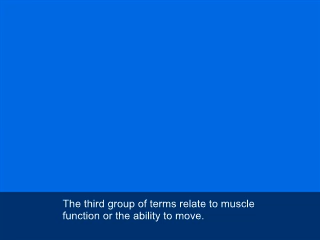 The third group of terms relate to muscle
function or the ability to move.